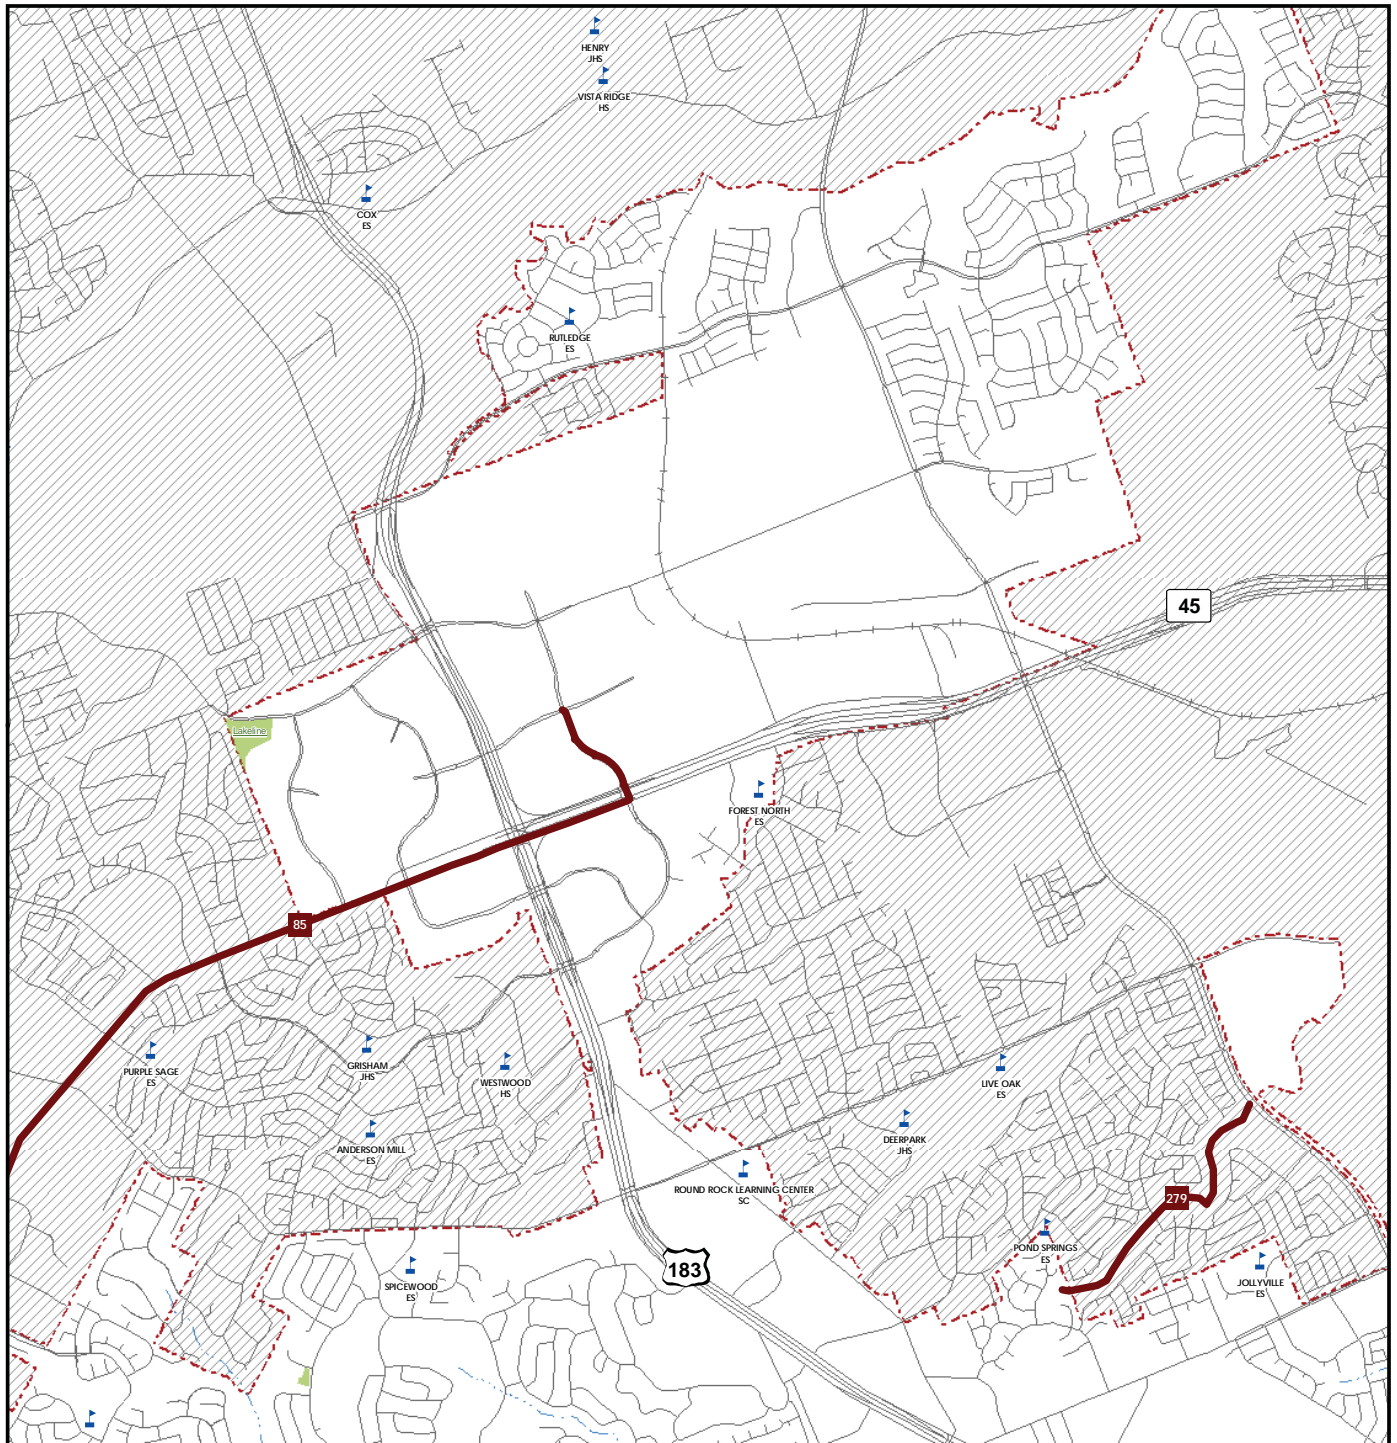 HENRY
JHS
VISTA RIDGE
HS
COX
ES
RUTLEDGE
ES
45
Lakeline
FOREST NORTH
ES
85
PURPLE SAGE
ES
GRISHAM
JHS
WESTWOOD
HS
LIVE OAK
ES
ANDERSON MILL
ES
DEERPARK
JHS
ROUND ROCK LEARNING CENTER
SC
279
POND SPRINGS
ES
183
SPICEWOOD
ES
JOLLYVILLE
ES